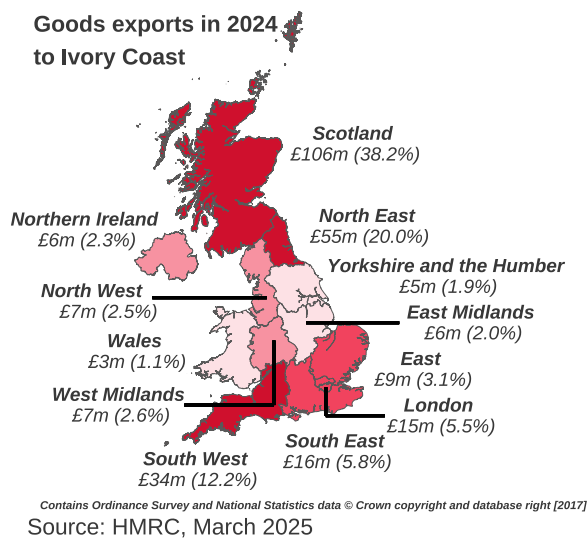 Goods exports in 2024
to Ivory Coast
Scotland
£106m (38.2%)
Northern Ireland
£6m (2.3%)
North East
£55m (20.0%)
Yorkshire and the Humber
£5m (1.9%)
North West
£7m (2.5%)
East Midlands
£6m (2.0%)
Wales
£3m (1.1%)
East
£9m (3.1%)
West Midlands
£7m (2.6%)
London
£15m (5.5%)
South East
£16m (5.8%)
South West
£34m (12.2%)
Contains Ordinance Survey and National Statistics data © Crown copyright and database right [2017]
Source: HMRC, March 2025